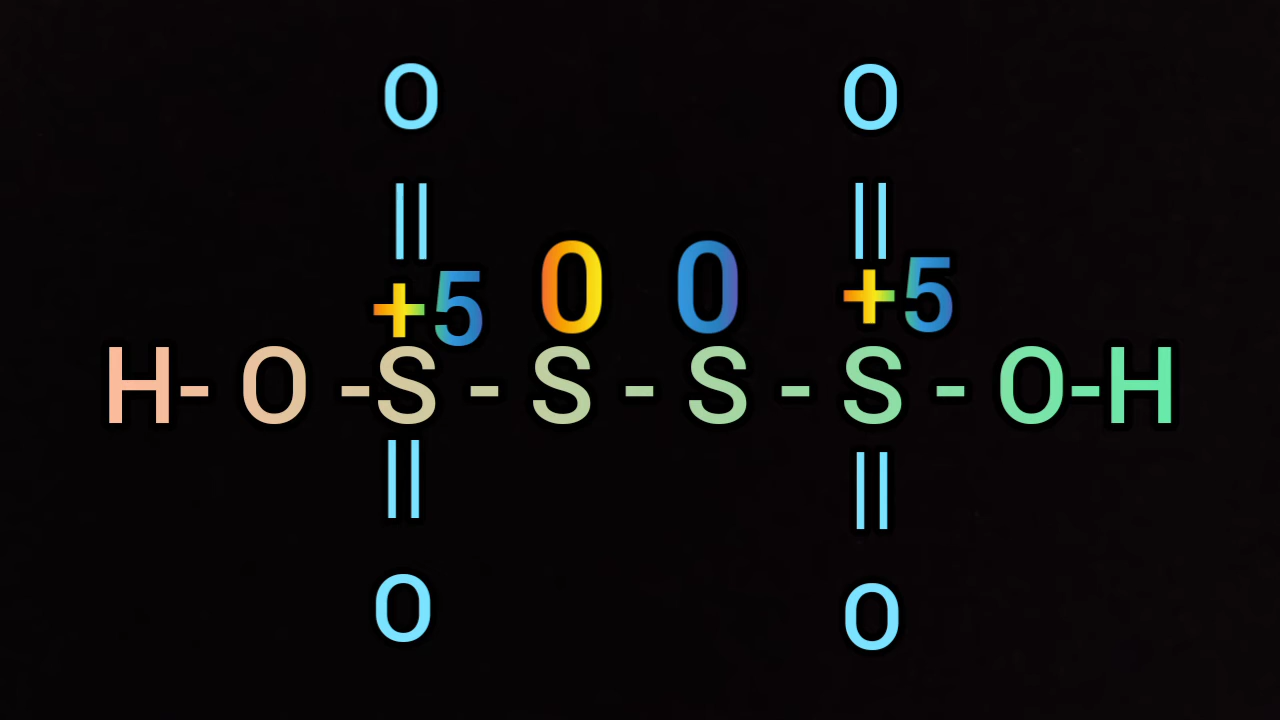 O O
|| ||
+5 0 0 +5
H- O -S - S - S - S - O-H
|| ||
O O